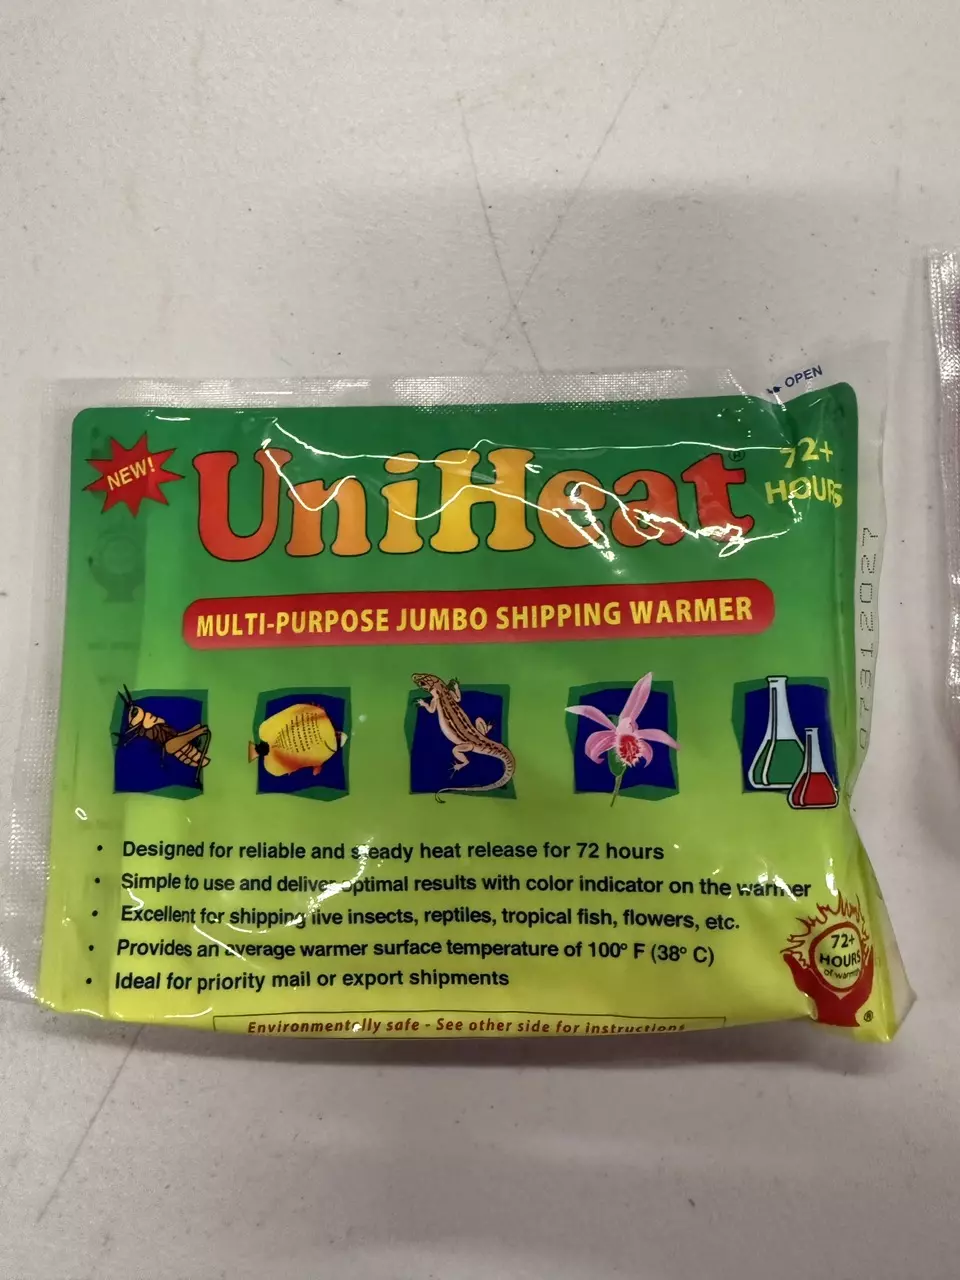 OPEN
NEW!
UniHeat®
72+
HOURS
MULTI-PURPOSE JUMBO SHIPPING WARMER
• Designed for reliable and steady heat release for 72 hours
• Simple to use and deliver optimal results with color indicator on the warmer
• Excellent for shipping live insects, reptiles, tropical fish, flowers, etc.
• Provides an average warmer surface temperature of 100° F (38° C)
• Ideal for priority mail or export shipments
72+
HOURS
of warmth
®
Environmentally safe - See other side for instructions